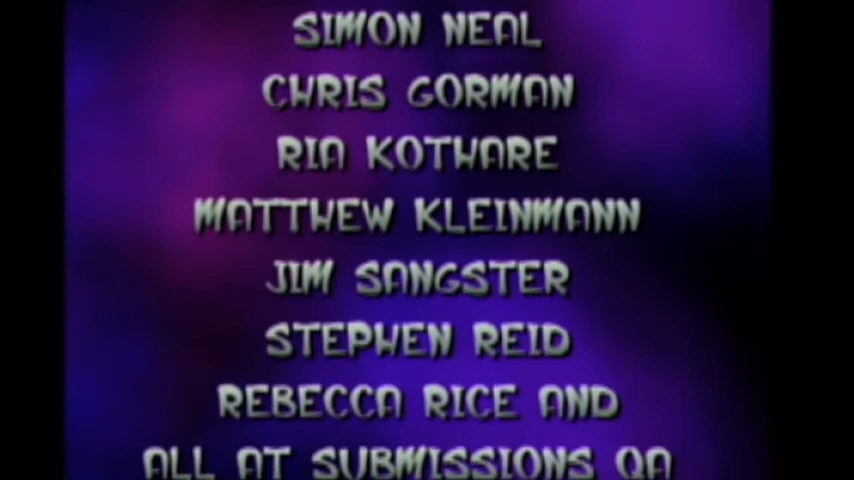 SIMON NEAL
CHRIS GORMAN
RIA KOTHARE
MATTHEW KLEINMANN
JIM SANGSTER
STEPHEN REID
REBECCA RICE AND
ALL AT SUBMISSIONS QA